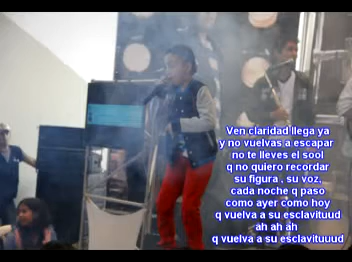 Ven claridad llega ya
y no vuelvas a escapar
no te lleves el sool
q no quiero recordar
su figura . su voz,
cada noche q paso
como ayer como hoy
q vuelva a su esclavituud
ah ah ah
q vuelva a su esclavituuud